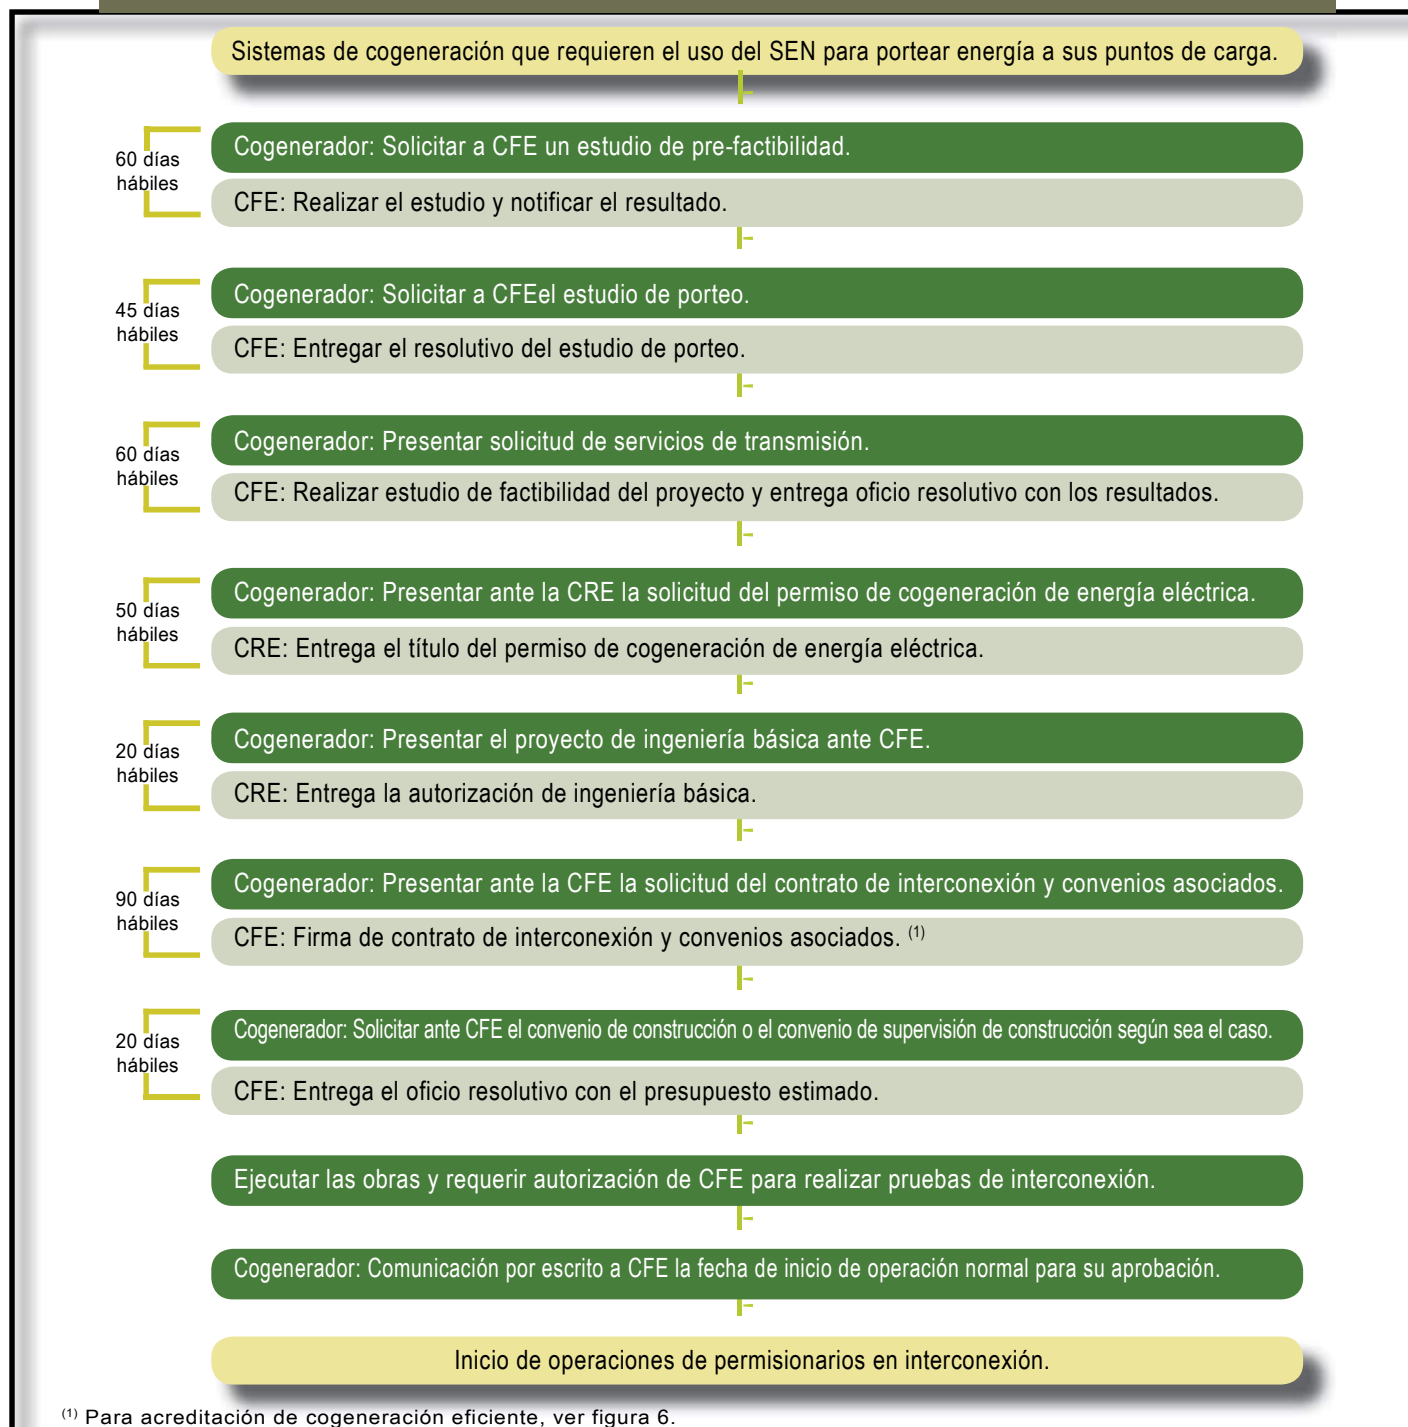 Sistemas de cogeneración que requieren el uso del SEN para portear energía a sus puntos de carga.
60 días
hábiles
Cogenerador: Solicitar a CFE un estudio de pre-factibilidad.
CFE: Realizar el estudio y notificar el resultado.
45 días
hábiles
Cogenerador: Solicitar a CFEel estudio de porteo.
CFE: Entregar el resolutivo del estudio de porteo.
60 días
hábiles
Cogenerador: Presentar solicitud de servicios de transmisión.
CFE: Realizar estudio de factibilidad del proyecto y entrega oficio resolutivo con los resultados.
50 días
hábiles
Cogenerador: Presentar ante la CRE la solicitud del permiso de cogeneración de energía eléctrica.
CRE: Entrega el título del permiso de cogeneración de energía eléctrica.
20 días
hábiles
Cogenerador: Presentar el proyecto de ingeniería básica ante CFE.
CRE: Entrega la autorización de ingeniería básica.
90 días
hábiles
Cogenerador: Presentar ante la CFE la solicitud del contrato de interconexión y convenios asociados.
CFE: Firma de contrato de interconexión y convenios asociados. (1)
20 días
hábiles
Cogenerador: Solicitar ante CFE el convenio de construcción o el convenio de supervisión de construcción según sea el caso.
CFE: Entrega el oficio resolutivo con el presupuesto estimado.
Ejecutar las obras y requerir autorización de CFE para realizar pruebas de interconexión.
Cogenerador: Comunicación por escrito a CFE la fecha de inicio de operación normal para su aprobación.
Inicio de operaciones de permisionarios en interconexión.
(1) Para acreditación de cogeneración eficiente, ver figura 6.